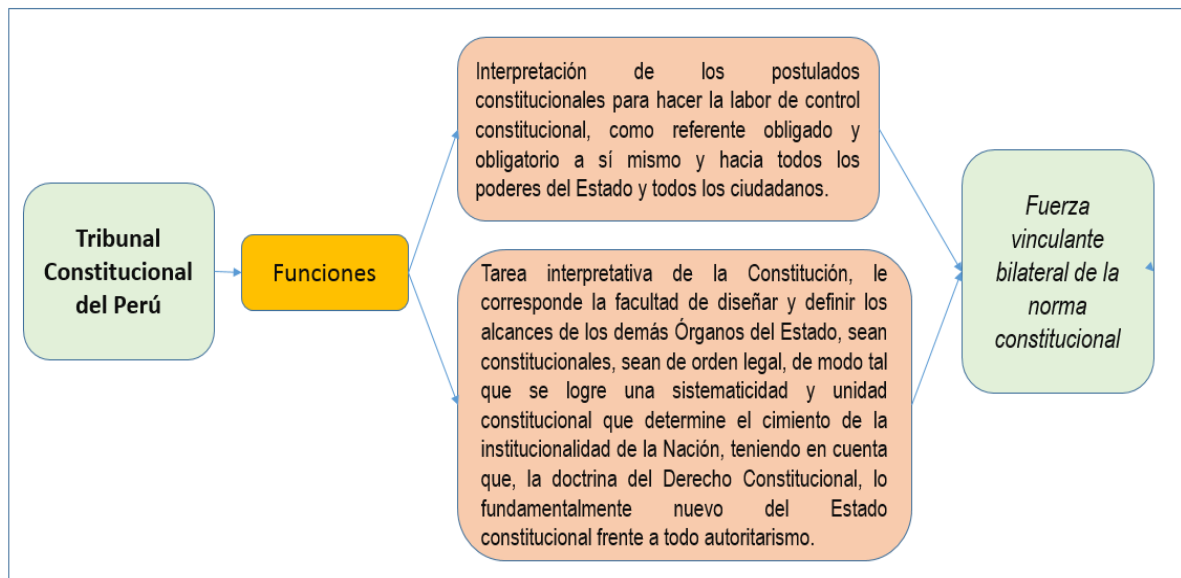 Tribunal
Constitucional
del Perú
Funciones
Interpretación de los postulados
constitucionales para hacer la labor de control
constitucional, como referente obligado y
obligatorio a sí mismo y hacia todos los
poderes del Estado y todos los ciudadanos.
Tarea interpretativa de la Constitución, le
corresponde la facultad de diseñar y definir los
alcances de los demás Órganos del Estado, sean
constitucionales, sean de orden legal, de modo tal
que se logre una sistematicidad y unidad
constitucional que determine el cimiento de la
institucionalidad de la Nación, teniendo en cuenta
que, la doctrina del Derecho Constitucional, lo
fundamentalmente nuevo del Estado
constitucional frente a todo autoritarismo.
Fuerza
vinculante
bilateral de la
norma
constitucional